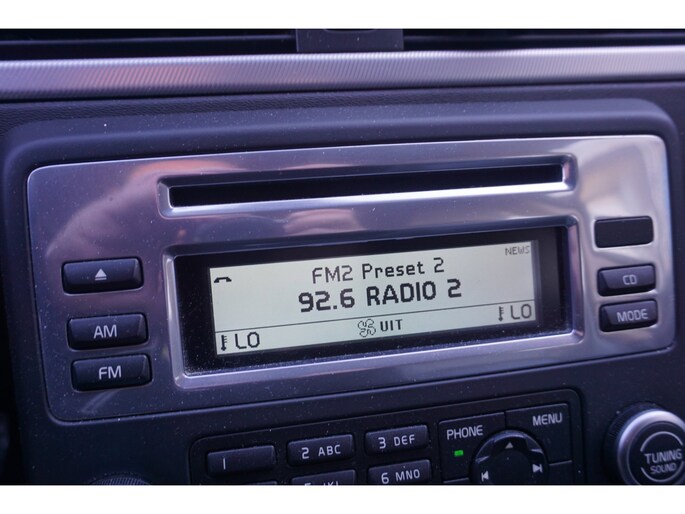 NEWS
FM2 Preset 2
92.6 RADIO 2
LO UIT LO
AM
FM
CD
MODE
1
2 ABC
3 DEF
6 MNO
PHONE
MENU
TUNING
SOUND